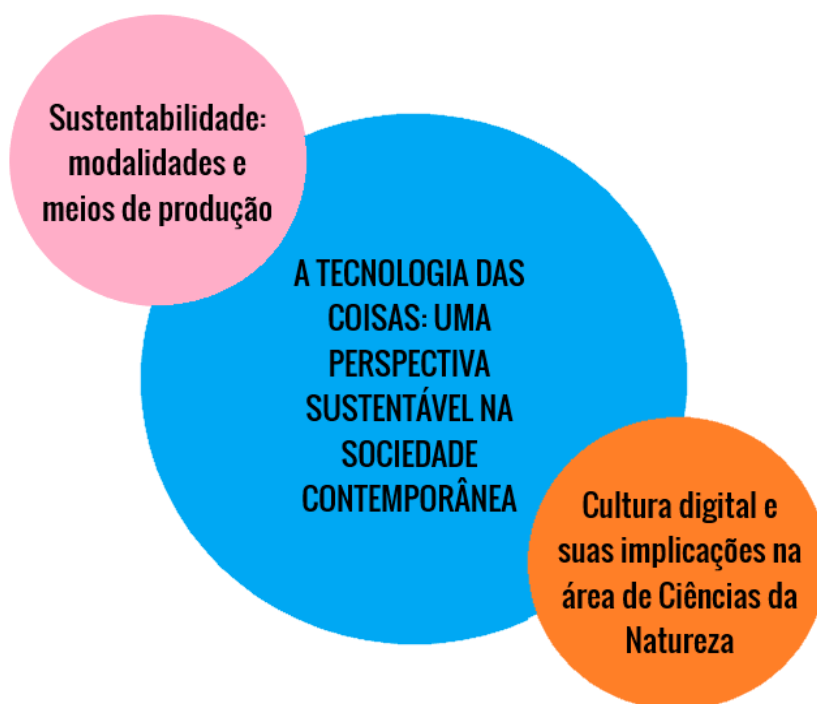 Sustentabilidade:
modalidades e
meios de produção
A TECNOLOGIA DAS
COISAS: UMA
PERSPECTIVA
SUSTENTÁVEL NA
SOCIEDADE
CONTEMPORÂNEA
Cultura digital e
suas implicações na
área de Ciências da
Natureza